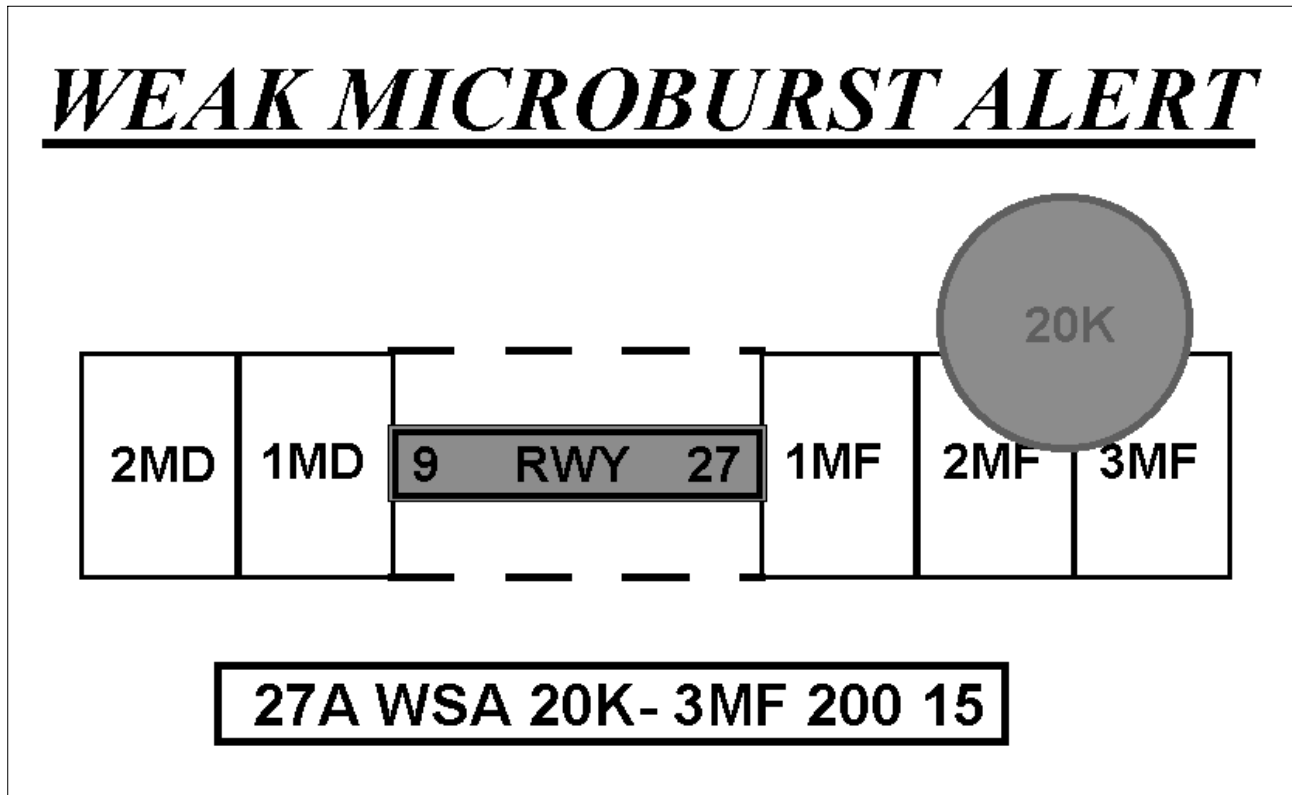 WEAK MICROBURST ALERT
20K
2MD 1MD 9 RWY 27 1MF 2MF 3MF
27A WSA 20K- 3MF 200 15